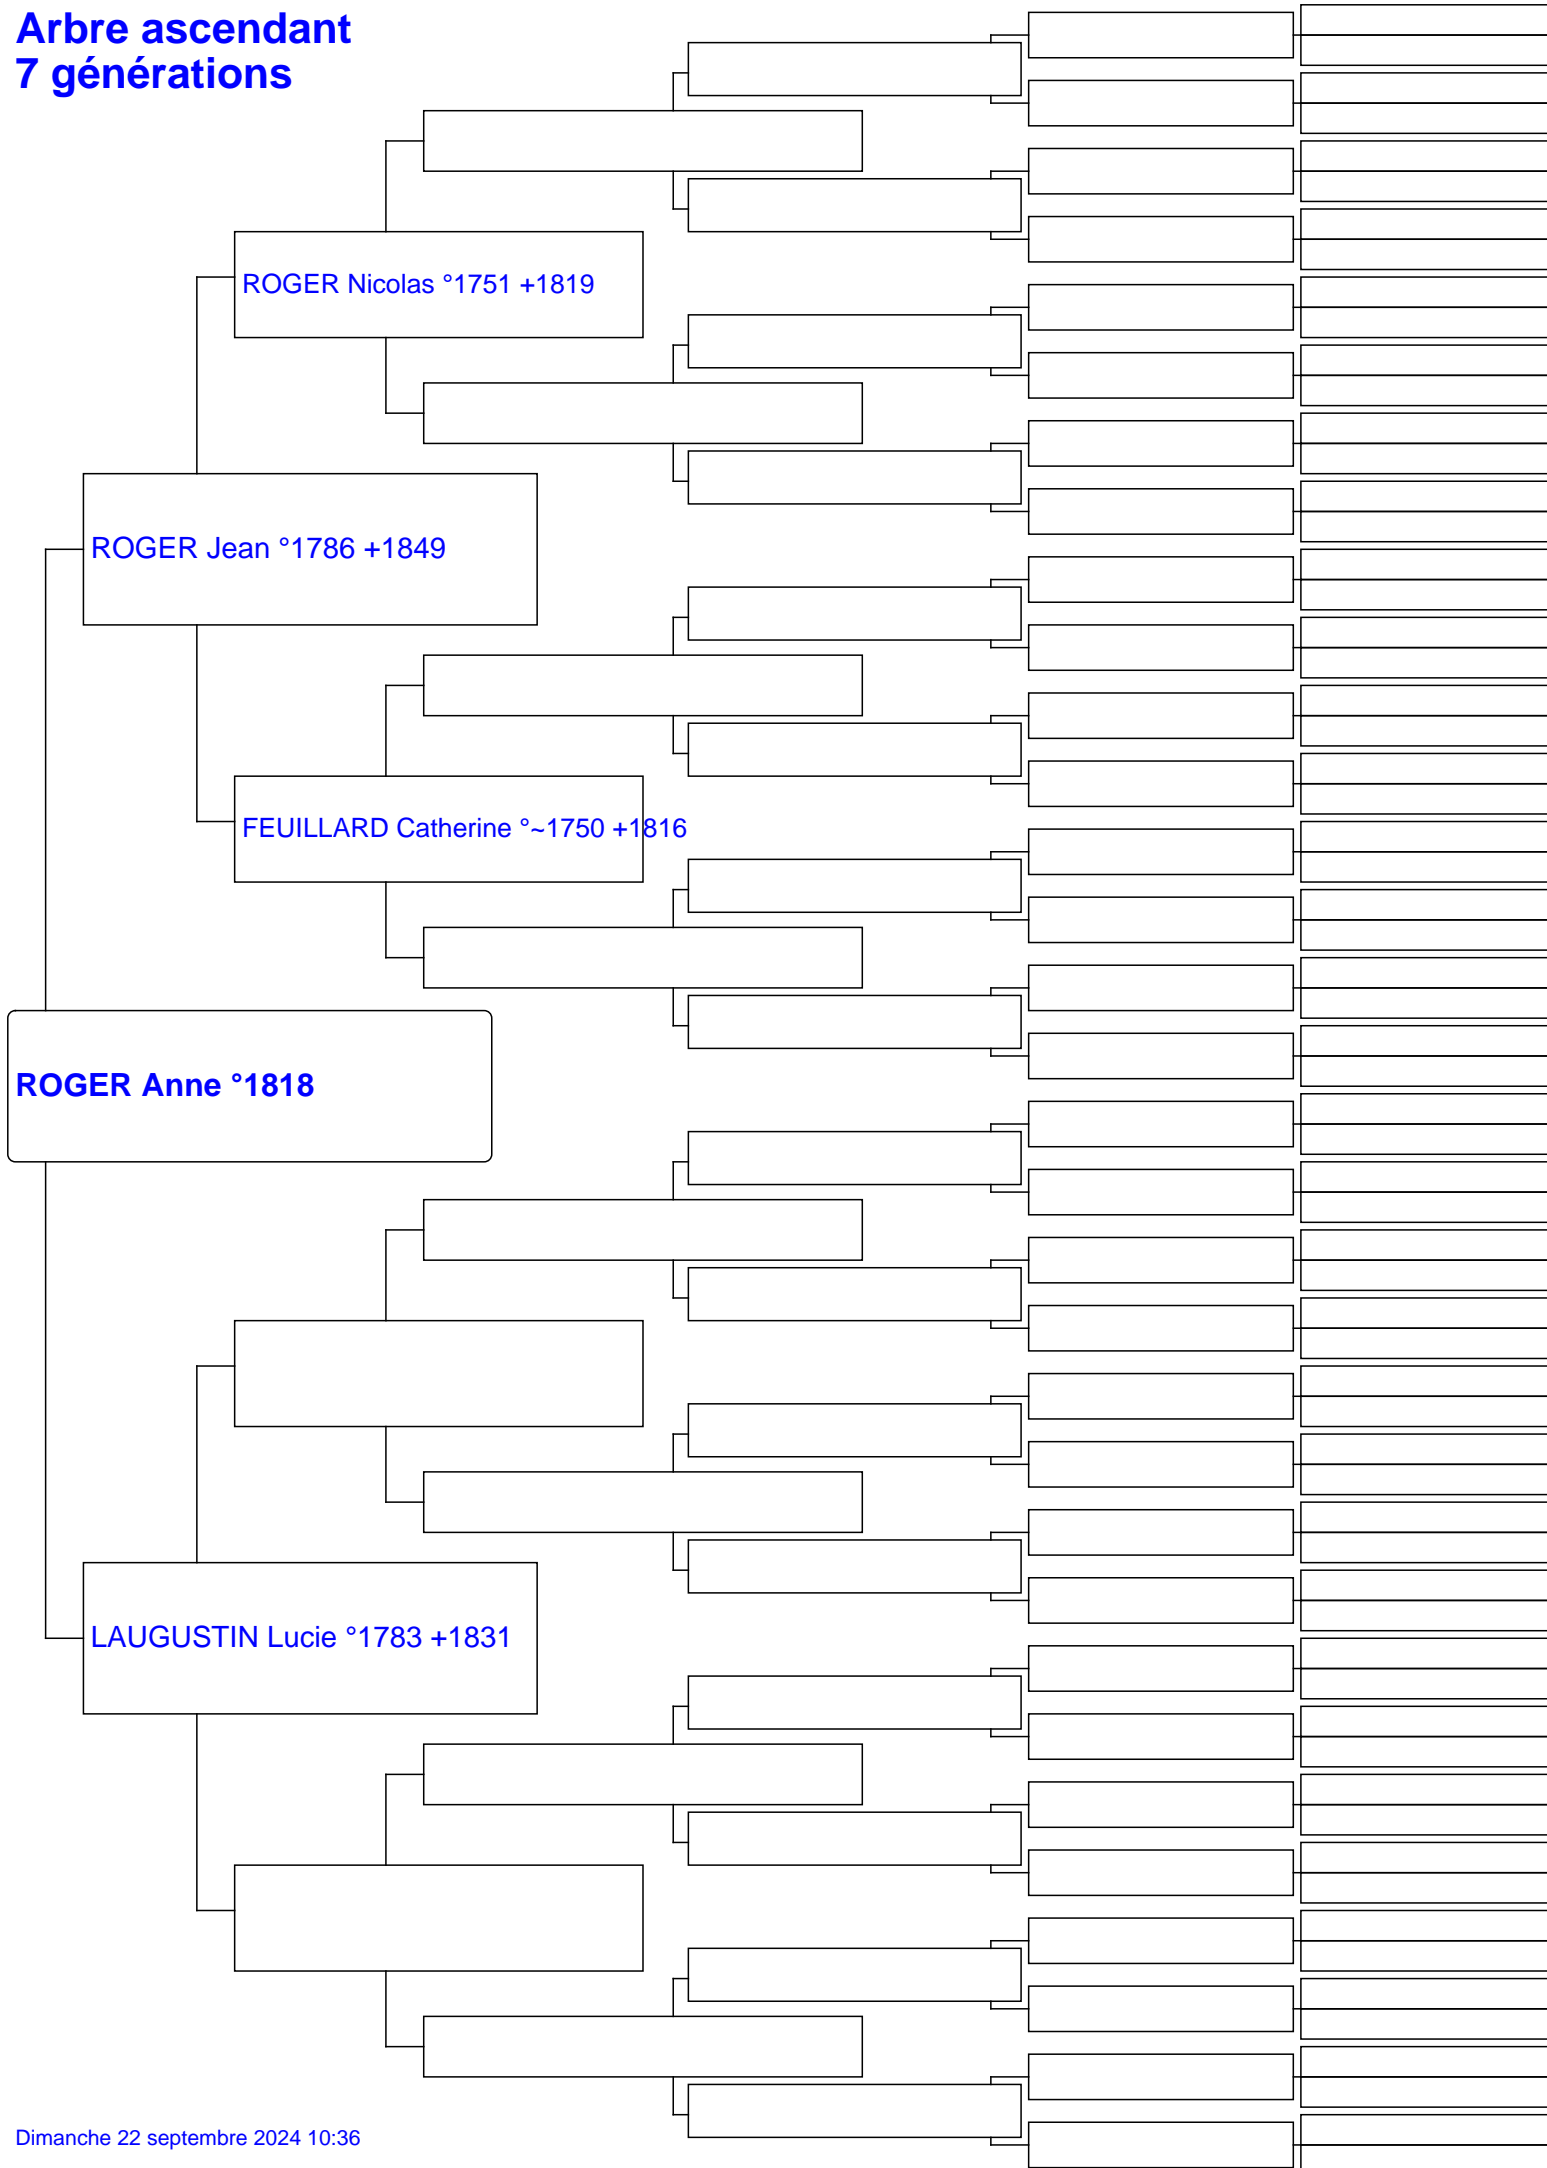 Arbre ascendant
7 générations
ROGER Nicolas °1751 +1819
ROGER Jean °1786 +1849
FEUILLARD Catherine °~1750 +1816
ROGER Anne °1818
LAUGUSTIN Lucie °1783 +1831
Dimanche 22 septembre 2024 10:36